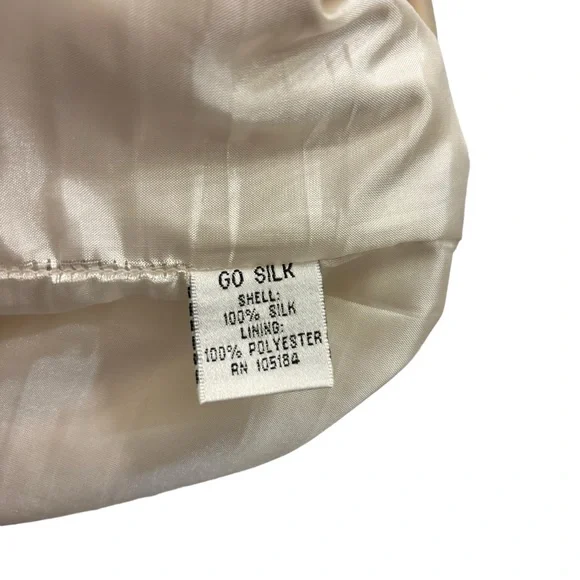 GO SILK
SHELL:
100% SILK
LINING:
100% POLYESTER
RN 105184